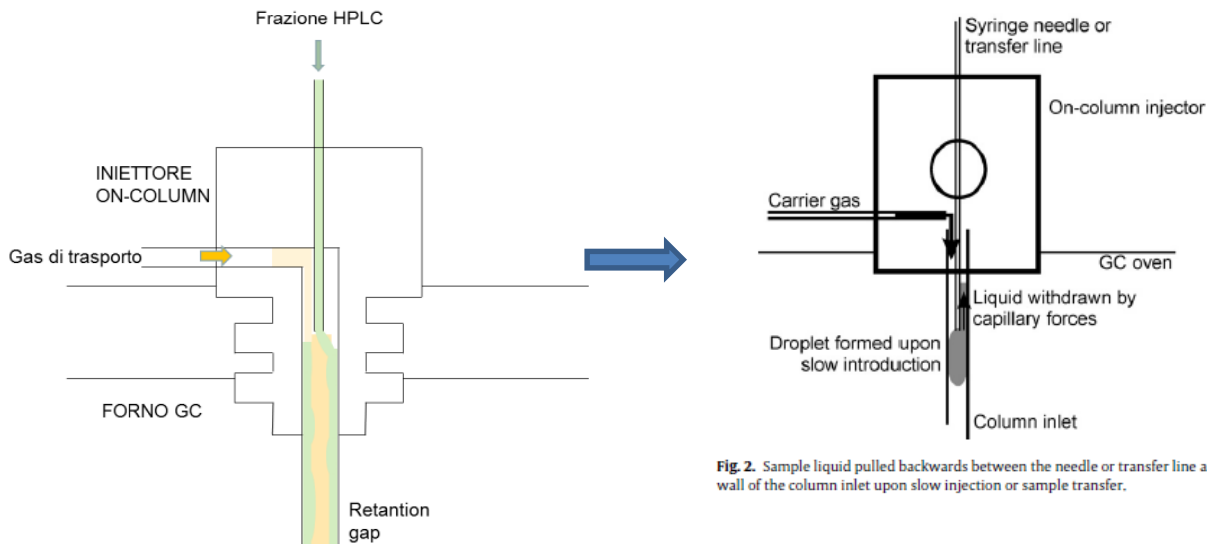 Frazione HPLC
INIETTORE
ON-COLUMN
Gas di trasporto
FORNO GC
Retantion
gap
Syringe needle or
transfer line
On-column injector
Carrier gas
GC oven
Liquid withdrawn by
capillary forces
Droplet formed upon
slow introduction
Column inlet
Fig. 2. Sample liquid pulled backwards between the needle or transfer line a
wall of the column inlet upon slow injection or sample transfer.